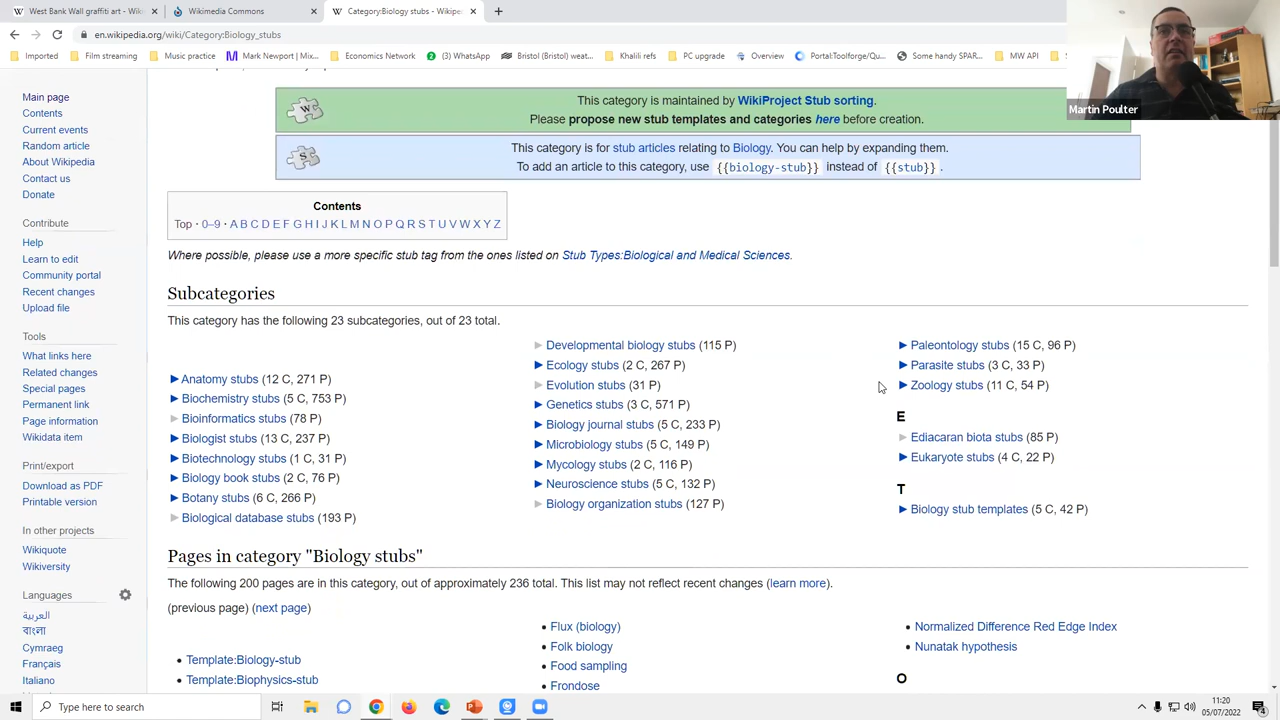 West Bank Wall graffiti art - Wiki
Wikimedia Commons
Category:Biology stubs - Wikipe
en.wikipedia.org/wiki/Category:Biology_stubs
Imported
Film streaming
Music practice
Mark Newport | Mix...
Economics Network
(3) WhatsApp
Bristol (Bristol) weat...
Khalili refs
PC upgrade
Overview
Portal:Toolforge/Qu...
Some handy SPAR...
MW API
Martin Poulter
Main page
Contents
Current events
Random article
About Wikipedia
Contact us
Donate
Contribute
Help
Learn to edit
Community portal
Recent changes
Upload file
Tools
What links here
Related changes
Special pages
Permanent link
Page information
Wikidata item
Print/export
Download as PDF
Printable version
In other projects
Wikiquote
Wikiversity
Languages
العربية
বাংলা
Cymraeg
Français
Italiano
This category is maintained by WikiProject Stub sorting.
Please propose new stub templates and categories here before creation.
This category is for stub articles relating to Biology. You can help by expanding them.
To add an article to this category, use {{biology-stub}} instead of {{stub}}.
Contents
Top · 0–9 · A B C D E F G H I J K L M N O P Q R S T U V W X Y Z
Where possible, please use a more specific stub tag from the ones listed on Stub Types:Biological and Medical Sciences.
Subcategories
This category has the following 23 subcategories, out of 23 total.
Anatomy stubs (12 C, 271 P)
Biochemistry stubs (5 C, 753 P)
Bioinformatics stubs (78 P)
Biologist stubs (13 C, 237 P)
Biotechnology stubs (1 C, 31 P)
Biology book stubs (2 C, 76 P)
Botany stubs (6 C, 266 P)
Biological database stubs (193 P)
Developmental biology stubs (115 P)
Ecology stubs (2 C, 267 P)
Evolution stubs (31 P)
Genetics stubs (3 C, 571 P)
Biology journal stubs (5 C, 233 P)
Microbiology stubs (5 C, 149 P)
Mycology stubs (2 C, 116 P)
Neuroscience stubs (5 C, 132 P)
Biology organization stubs (127 P)
Paleontology stubs (15 C, 96 P)
Parasite stubs (3 C, 33 P)
Zoology stubs (11 C, 54 P)
E
Ediacaran biota stubs (85 P)
Eukaryote stubs (4 C, 22 P)
T
Biology stub templates (5 C, 42 P)
Pages in category "Biology stubs"
The following 200 pages are in this category, out of approximately 236 total. This list may not reflect recent changes (learn more).
(previous page) (next page)
Template:Biology-stub
Template:Biophysics-stub
Flux (biology)
Folk biology
Food sampling
Frondose
Normalized Difference Red Edge Index
Nunatak hypothesis
O
Type here to search
11:20
05/07/2022
4